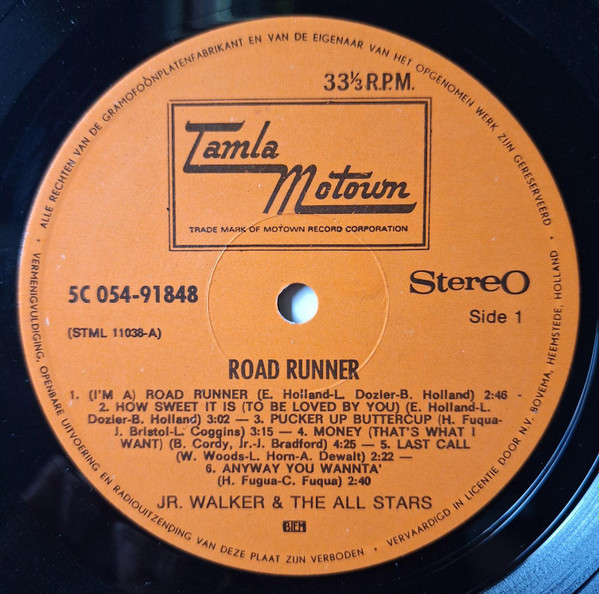 ALLE RECHTEN VAN DE GRAMOFOONPLATENFABRIKANT EN VAN DE EIGENAAR VAN HET OPGENOMEN WERK ZIJN GERESERVEERD
33⅓ R.P.M.
Tamla
Motown
TRADE MARK OF MOTOWN RECORD CORPORATION
5C 054-91848
StereO
(STML 11038-A)
Side 1
ROAD RUNNER
1. (I'M A) ROAD RUNNER (E. Holland-L. Dozier-B. Holland) 2:46 -
2. HOW SWEET IT IS (TO BE LOVED BY YOU) (E. Holland-L.
Dozier-B. Holland) 3:02 — 3. PUCKER UP BUTTERCUP (H. Fuqua-
J. Bristol-L. Coggins) 3:15 — 4. MONEY (THAT'S WHAT I
WANT) (B. Cordy, Jr.-J. Bradford) 4:25 — 5. LAST CALL
(W. Woods-L. Horn-A. Dewalt) 2:22 —
6. ANYWAY YOU WANNTA'
(H. Fugua-C. Fuqua) 2:40
JR. WALKER & THE ALL STARS
BIEM
VERMENIGVULDIGING, OPENBARE UITVOERING EN RADIOUITZENDING VAN DEZE PLAAT ZIJN VERBODEN • VERVAARDIGD IN LICENTIE DOOR N.V. BOVEMA, HEEMSTEDE, HOLLAND •